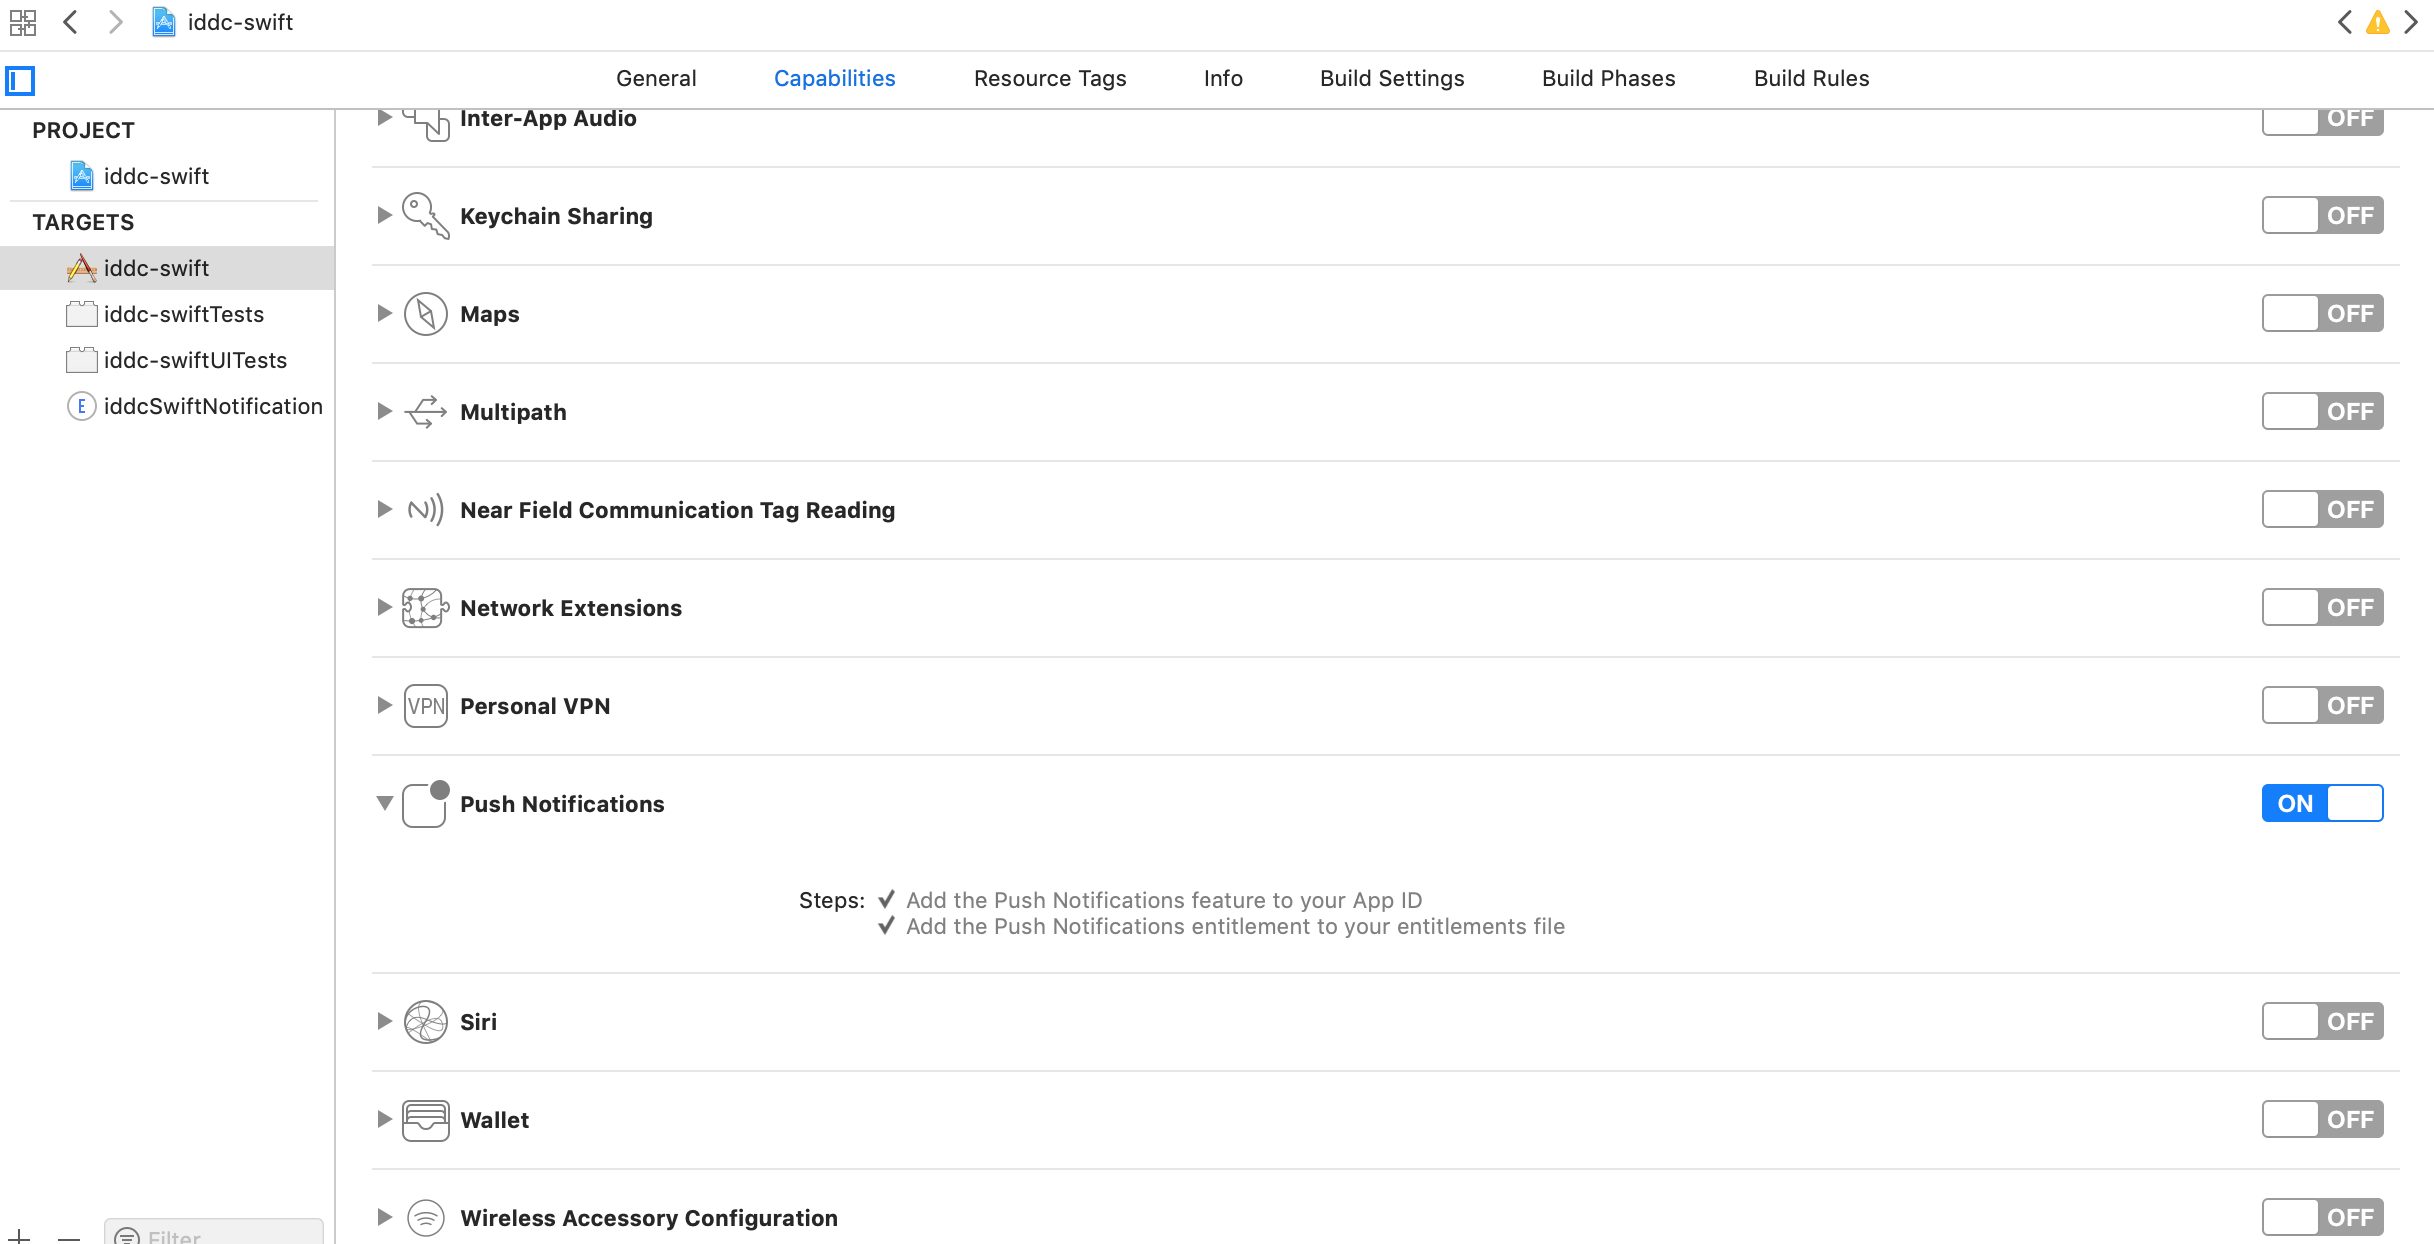 iddc-swift
General Capabilities Resource Tags Info Build Settings Build Phases Build Rules
PROJECT
iddc-swift
TARGETS
iddc-swift
iddc-swiftTests
iddc-swiftUITests
E iddcSwiftNotification
Filter
Inter-App Audio OFF
Keychain Sharing OFF
Maps OFF
Multipath OFF
Near Field Communication Tag Reading OFF
Network Extensions OFF
VPN Personal VPN OFF
Push Notifications ON
Steps: ✓ Add the Push Notifications feature to your App ID
✓ Add the Push Notifications entitlement to your entitlements file
Siri OFF
Wallet OFF
Wireless Accessory Configuration OFF